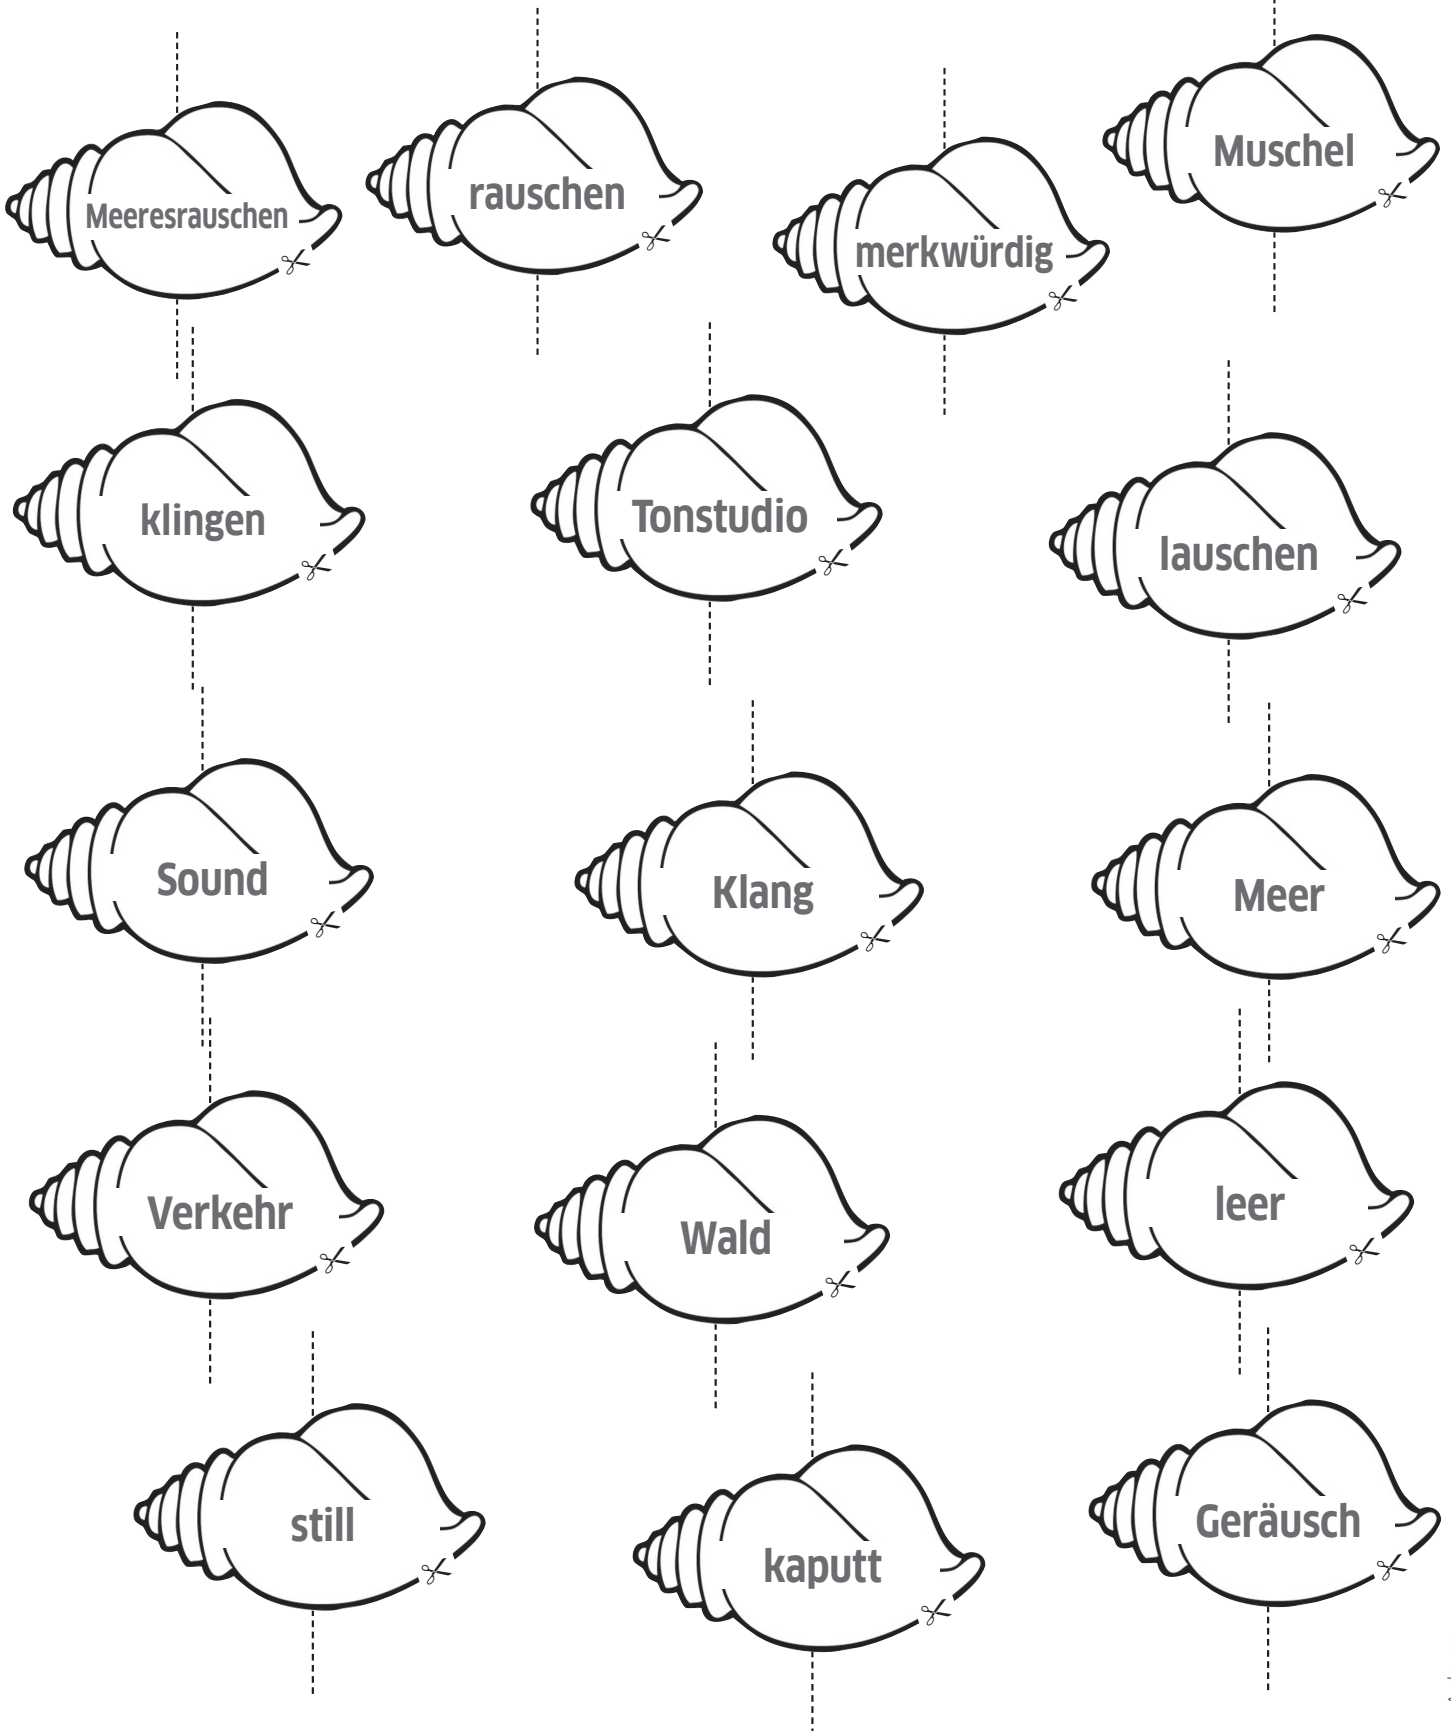 Meeresrauschen
rauschen
merkwürdig
Muschel
klingen
Tonstudio
lauschen
Sound
Klang
Meer
Verkehr
Wald
leer
still
kaputt
Geräusch